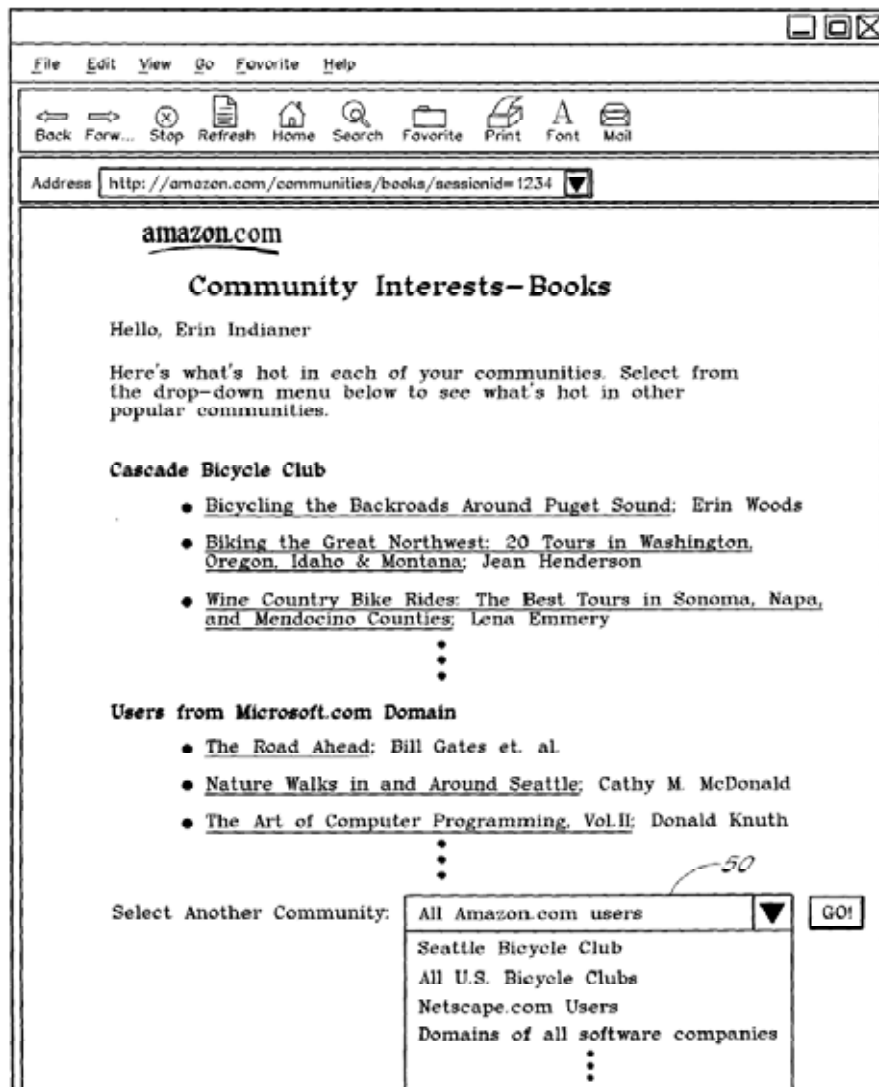 File Edit View Go Favorite Help
Back Forw... Stop Refresh Home Search Favorite Print Font Mail
Address http://amazon.com/communities/books/sessionid=1234
amazon.com
Community Interests-Books
Hello, Erin Indianer
Here's what's hot in each of your communities. Select from
the drop-down menu below to see what's hot in other
popular communities.
Cascade Bicycle Club
• Bicycling the Backroads Around Puget Sound; Erin Woods
• Biking the Great Northwest: 20 Tours in Washington,
Oregon, Idaho & Montana; Jean Henderson
• Wine Country Bike Rides: The Best Tours in Sonoma, Napa,
and Mendocino Counties; Lena Emmery
Users from Microsoft.com Domain
• The Road Ahead; Bill Gates et. al.
• Nature Walks in and Around Seattle; Cathy M. McDonald
• The Art of Computer Programming, Vol.II; Donald Knuth
50
Select Another Community: All Amazon.com users GO!
Seattle Bicycle Club
All U.S. Bicycle Clubs
Netscape.com Users
Domains of all software companies